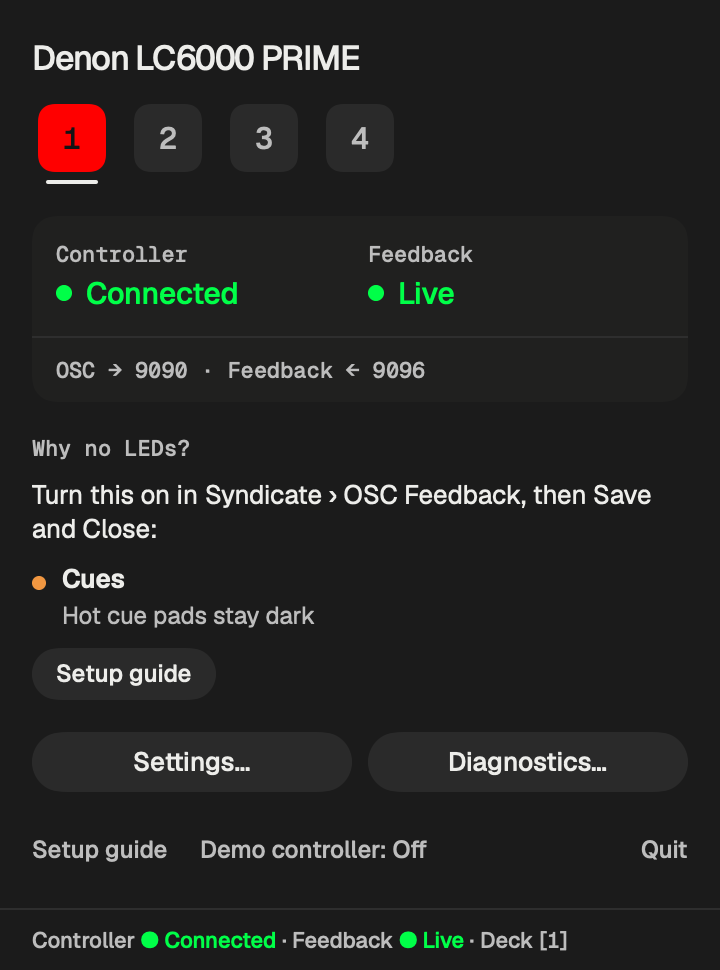 Denon LC6000 PRIME
1 2 3 4
Controller Feedback
Connected Live
OSC → 9090 · Feedback ← 9096
Why no LEDs?
Turn this on in Syndicate › OSC Feedback, then Save
and Close:
Cues
Hot cue pads stay dark
Setup guide
Settings... Diagnostics...
Setup guide Demo controller: Off Quit
Controller Connected · Feedback Live · Deck [1]